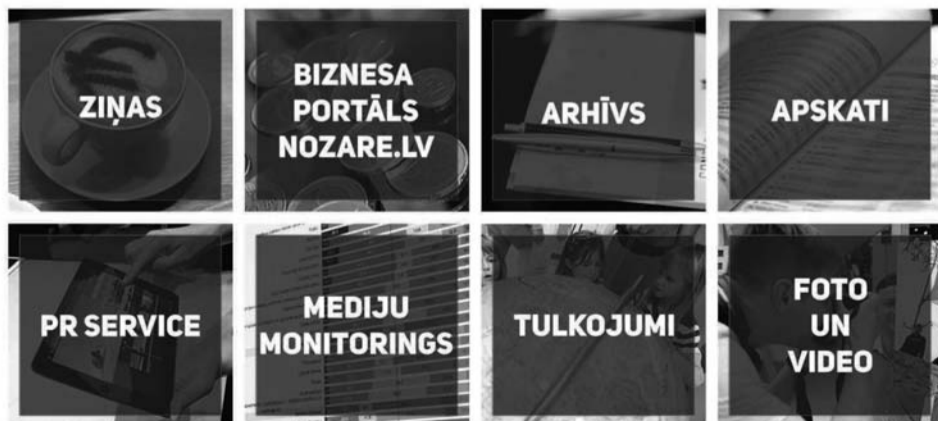 ZIŅAS
BIZNESA
PORTĀLS
NOZARE.LV
ARHĪVS
APSKATI
PR SERVICE
MEDIJU
MONITORINGS
TULKOJUMI
FOTO
UN
VIDEO